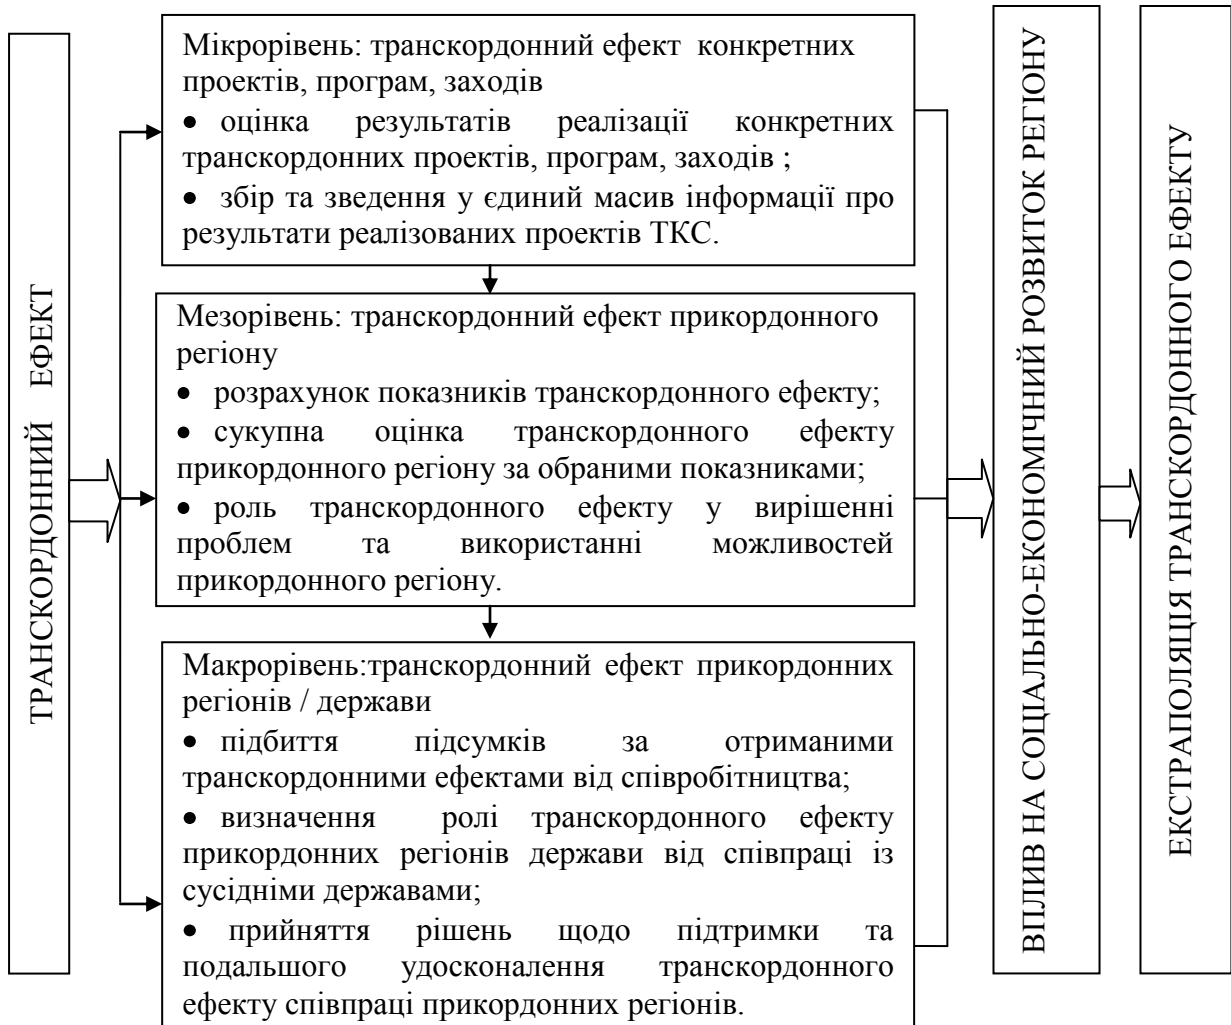 ТРАНСКОРДОННИЙ ЕФЕКТ
Мікрорівень: транскордонний ефект конкретних
проектів, програм, заходів
• оцінка результатів реалізації конкретних
транскордонних проектів, програм, заходів ;
• збір та зведення у єдиний масив інформації про
результати реалізованих проектів ТКС.
Мезорівень: транскордонний ефект прикордонного
регіону
• розрахунок показників транскордонного ефекту;
• сукупна оцінка транскордонного ефекту
прикордонного регіону за обраними показниками;
• роль транскордонного ефекту у вирішенні
проблем та використанні можливостей
прикордонного регіону.
Макрорівень:транскордонний ефект прикордонних
регіонів / держави
• підбиття підсумків за отриманими
транскордонними ефектами від співробітництва;
• визначення ролі транскордонного ефекту
прикордонних регіонів держави від співпраці із
сусідніми державами;
• прийняття рішень щодо підтримки та
подальшого удосконалення транскордонного
ефекту співпраці прикордонних регіонів.
ВПЛИВ НА СОЦІАЛЬНО-ЕКОНОМІЧНИЙ РОЗВИТОК РЕГІОНУ
ЕКСТРАПОЛЯЦІЯ ТРАНСКОРДОННОГО ЕФЕКТУ